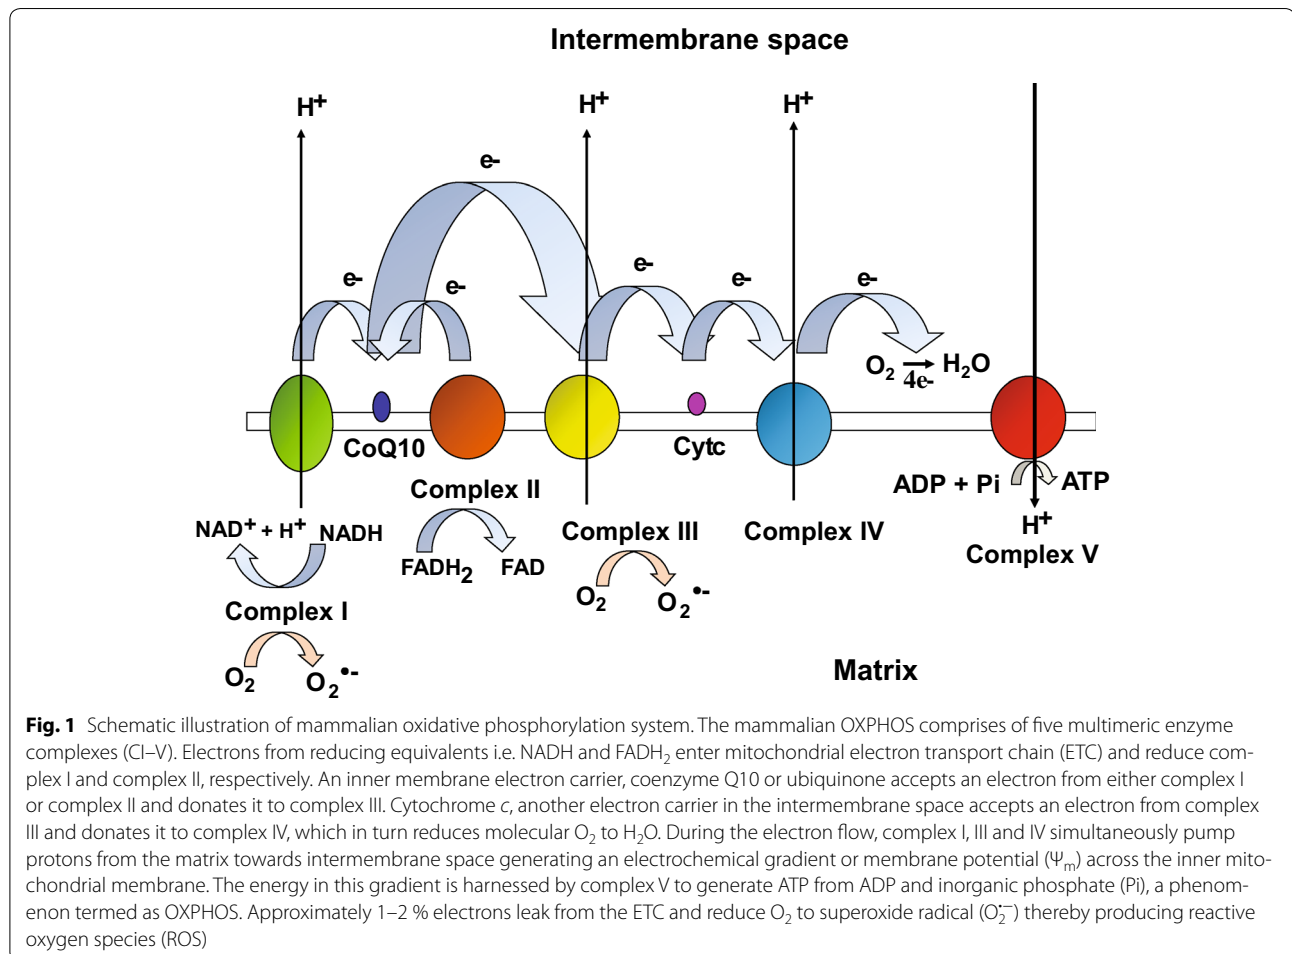 Intermembrane space
H+
H+
H+
e-
e-
e-
e-
e-
e-
O2 → H2O
4e-
CoQ10
Cytc
Complex II
ADP + Pi
ATP
NAD+ + H+
NADH
Complex III
Complex IV
H+
Complex V
FADH2
FAD
O2
O2•-
Complex I
O2
O2•-
Matrix
Fig. 1 Schematic illustration of mammalian oxidative phosphorylation system. The mammalian OXPHOS comprises of five multimeric enzyme
complexes (CI–V). Electrons from reducing equivalents i.e. NADH and FADH2 enter mitochondrial electron transport chain (ETC) and reduce com-
plex I and complex II, respectively. An inner membrane electron carrier, coenzyme Q10 or ubiquinone accepts an electron from either complex I
or complex II and donates it to complex III. Cytochrome c, another electron carrier in the intermembrane space accepts an electron from complex
III and donates it to complex IV, which in turn reduces molecular O2 to H2O. During the electron flow, complex I, III and IV simultaneously pump
protons from the matrix towards intermembrane space generating an electrochemical gradient or membrane potential (Ψm) across the inner mito-
chondrial membrane. The energy in this gradient is harnessed by complex V to generate ATP from ADP and inorganic phosphate (Pi), a phenom-
enon termed as OXPHOS. Approximately 1–2 % electrons leak from the ETC and reduce O2 to superoxide radical (O2•−) thereby producing reactive
oxygen species (ROS)